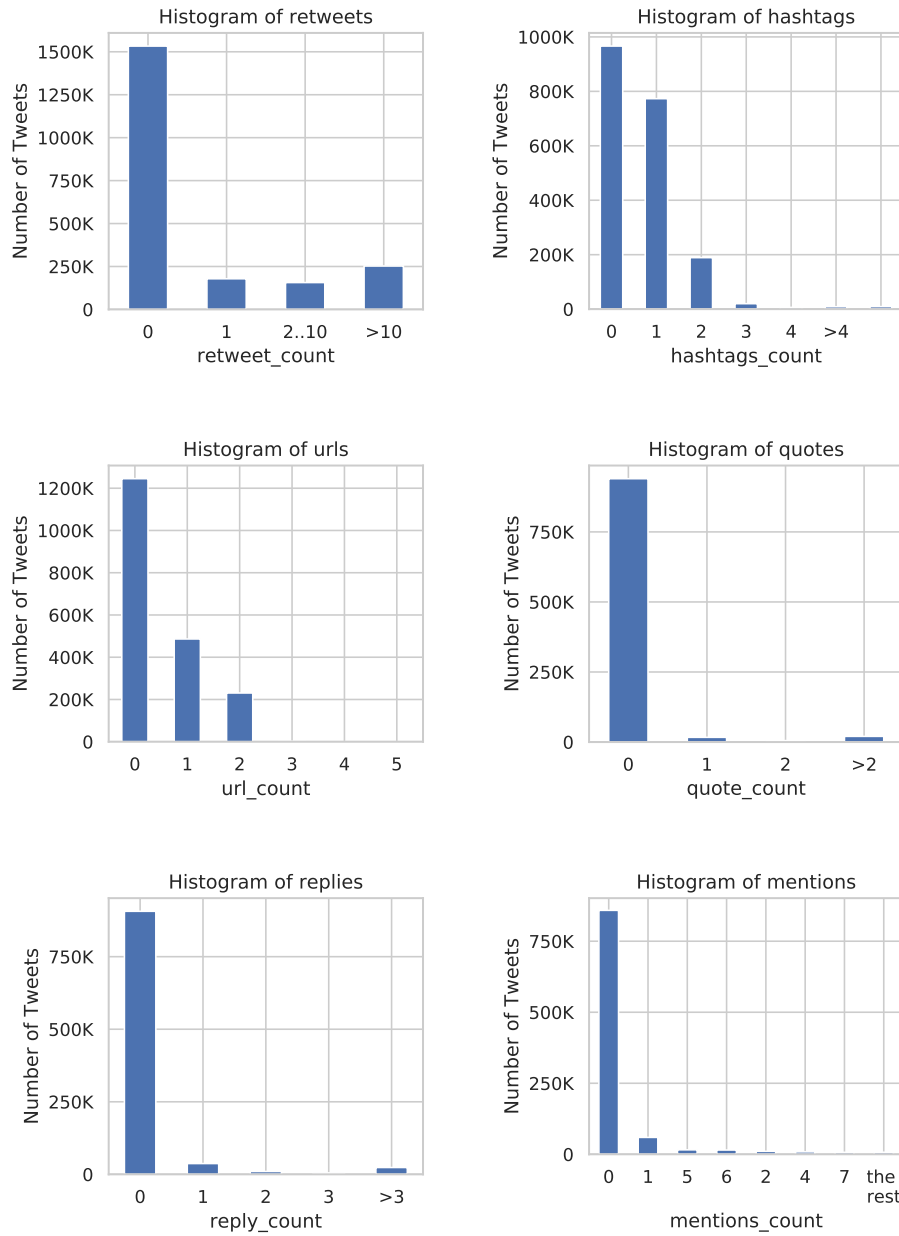 Histogram of retweets
Number of Tweets
1500K
1250K
1000K
750K
500K
250K
0
0 1 2..10 >10
retweet_count
Histogram of hashtags
Number of Tweets
1000K
800K
600K
400K
200K
0
0 1 2 3 4 >4
hashtags_count
Histogram of urls
Number of Tweets
1200K
1000K
800K
600K
400K
200K
0
0 1 2 3 4 5
url_count
Histogram of quotes
Number of Tweets
750K
500K
250K
0
0 1 2 >2
quote_count
Histogram of replies
Number of Tweets
750K
500K
250K
0
0 1 2 3 >3
reply_count
Histogram of mentions
Number of Tweets
750K
500K
250K
0
0 1 5 6 2 4 7 the
rest
mentions_count